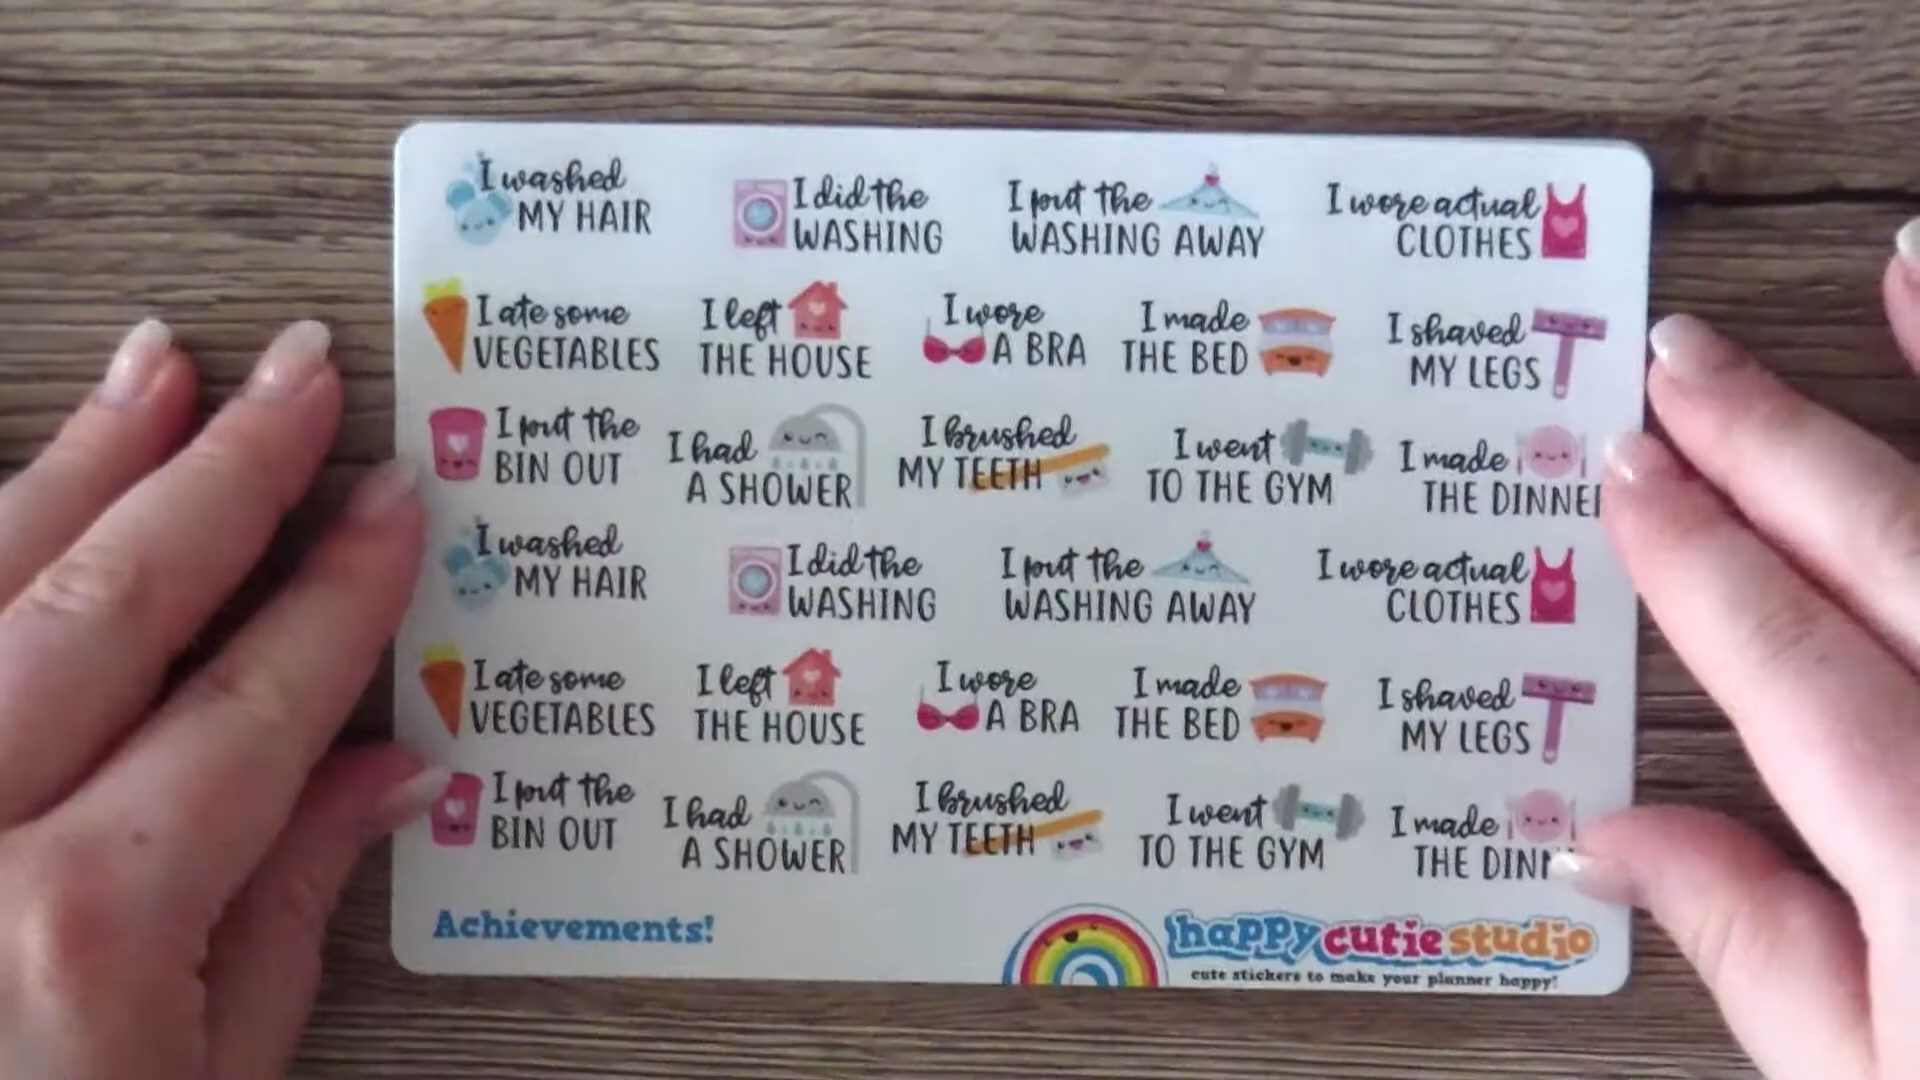 I washed
MY HAIR
I did the
WASHING
I put the
WASHING AWAY
I wore actual
CLOTHES
I ate some
VEGETABLES
I left
THE HOUSE
I wore
A BRA
I made
THE BED
I shaved
MY LEGS
I put the
BIN OUT
I had
A SHOWER
I brushed
MY TEETH
I went
TO THE GYM
I made
THE
I washed
MY HAIR
I did the
WASHING
I put the
WASHING AWAY
I wore actual
CLOTHES
I ate some
VEGETABLES
I left
THE HOUSE
I wore
A BRA
I made
THE BED
I shaved
MY LEGS
I put the
BIN OUT
I had
A SHOWER
I brushed
MY TEETH
I went
TO THE GYM
I made
THE
Achievements!
happy cutie studio
cute stickers to make your planner happy!